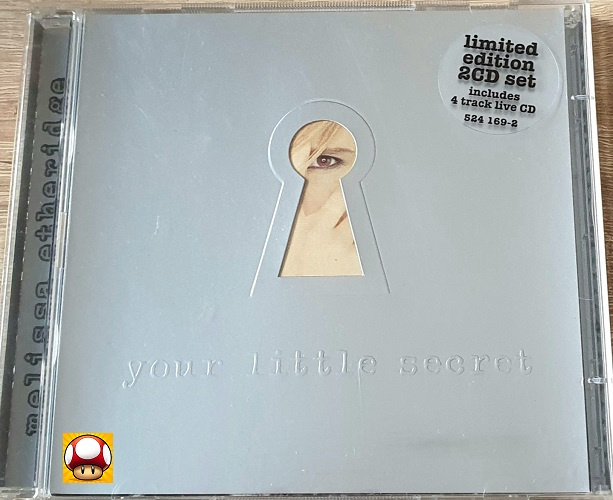 limited
edition
2CD set
includes
4 track live CD
524 169-2
melissa etheridge
your little secret